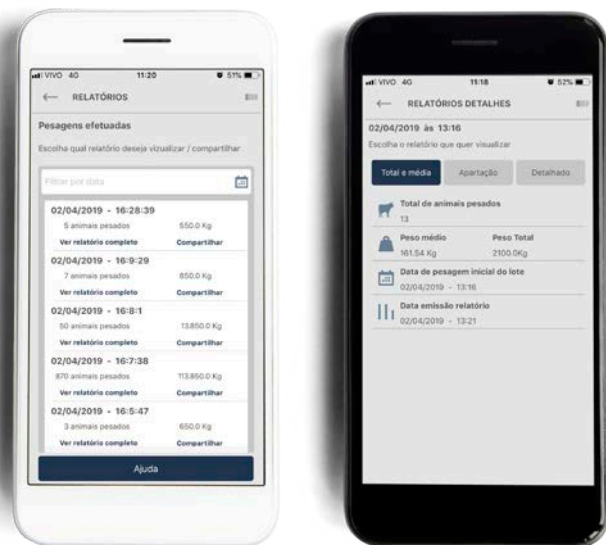 VIVO 4G 11:20 51%
RELATÓRIOS
Pesagens efetuadas
Escolha qual relatório deseja vizualizar / compartilhar
Filtrar por data
02/04/2019 - 16:28:39
5 animais pesados 550.0 Kg
Ver relatório completo Compartilhar
02/04/2019 - 16:9:29
7 animais pesados 850.0 Kg
Ver relatório completo Compartilhar
02/04/2019 - 16:8:1
50 animais pesados 13.850.0 Kg
Ver relatório completo Compartilhar
02/04/2019 - 16:7:38
870 animais pesados 113.850.0 Kg
Ver relatório completo Compartilhar
02/04/2019 - 16:5:47
3 animais pesados 650.0 Kg
Ver relatório completo Compartilhar
Ajuda
VIVO 4G 11:18 52%
RELATÓRIOS DETALHES
02/04/2019 às 13:16
Escolha o relatório que quer visualizar
Total e média Apartação Detalhado
Total de animais pesados
13
Peso médio Peso Total
161.54 Kg 2100.0Kg
Data de pesagem inicial do lote
02/04/2019 - 13:16
Data emissão relatório
02/04/2019 - 13:21